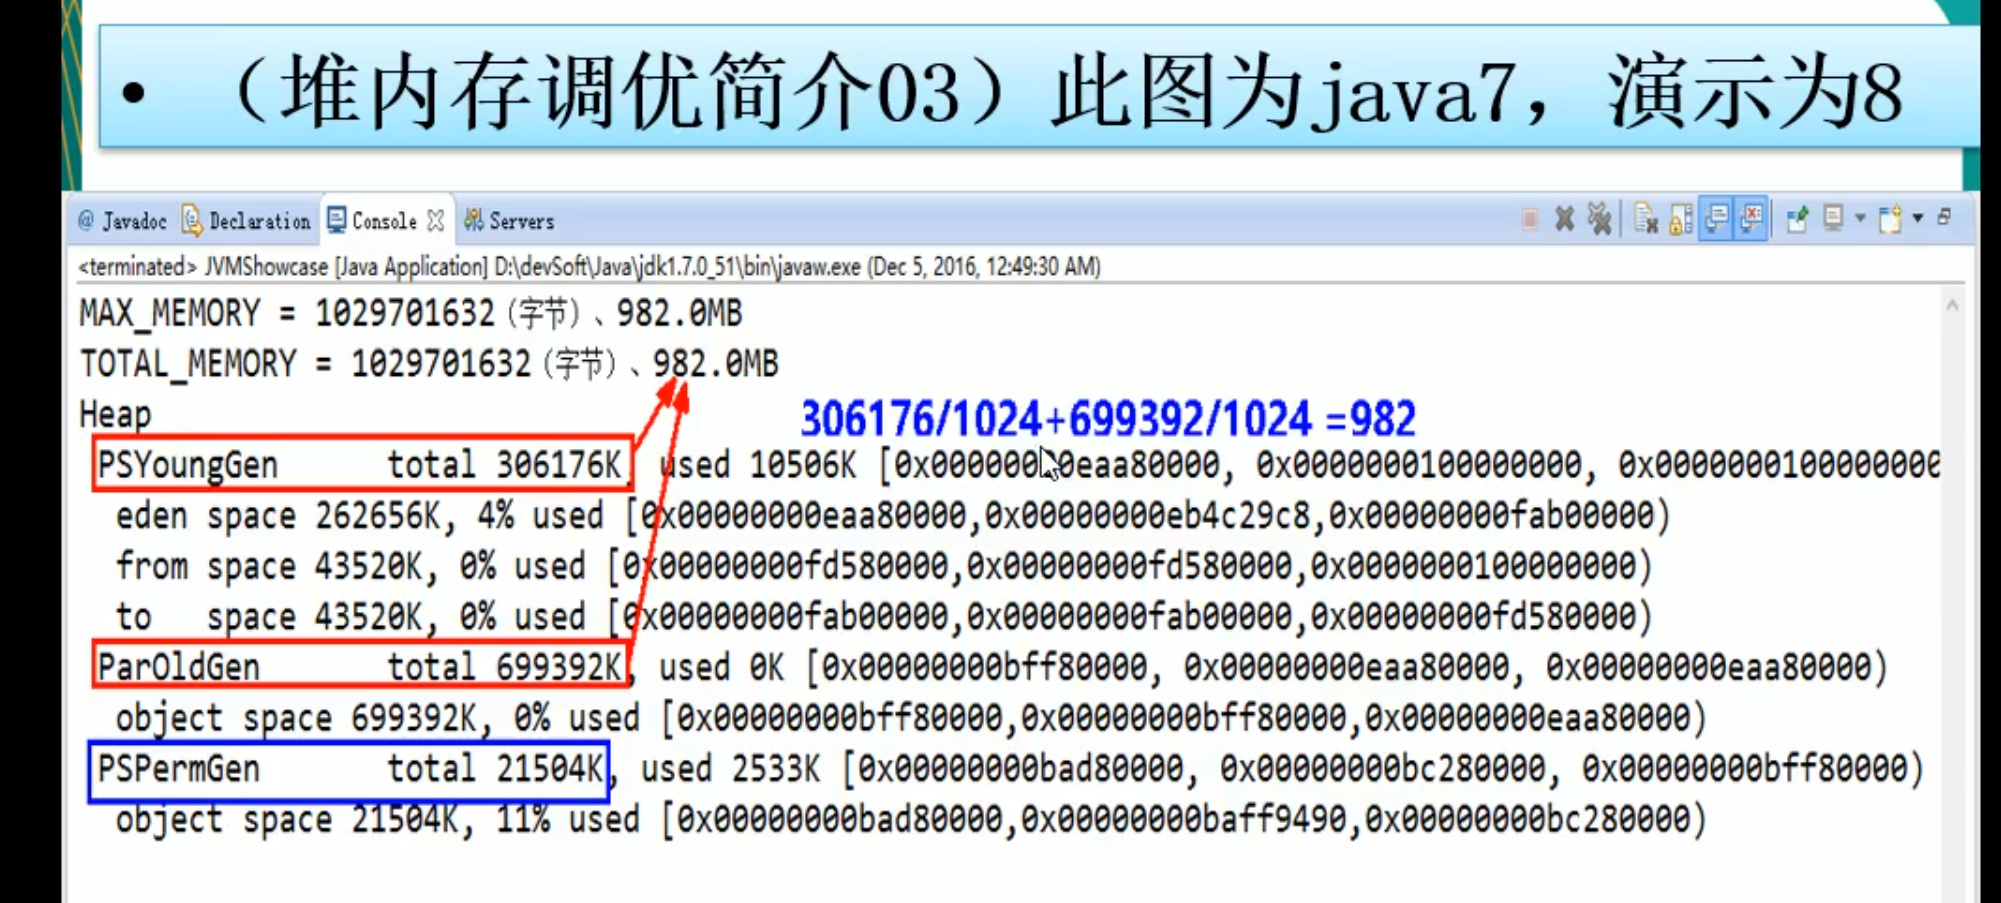 • （堆内存调优简介03）此图为java7，演示为8
@ Javadoc Declaration Console Servers
<terminated> JVMShowcase [Java Application] D:\devSoft\Java\jdk1.7.0_51\bin\javaw.exe (Dec 5, 2016, 12:49:30 AM)
MAX_MEMORY = 1029701632（字节）、982.0MB
TOTAL_MEMORY = 1029701632（字节）、982.0MB
Heap
306176/1024+699392/1024 =982
PSYoungGen total 306176K, used 10506K [0x00000000eaa80000, 0x0000000100000000, 0x0000000100000000
eden space 262656K, 4% used [0x00000000eaa80000,0x00000000eb4c29c8,0x00000000fab00000)
from space 43520K, 0% used [0x00000000fd580000,0x00000000fd580000,0x0000000100000000)
to space 43520K, 0% used [0x00000000fab00000,0x00000000fab00000,0x00000000fd580000)
ParOldGen total 699392K, used 0K [0x00000000bff80000, 0x00000000eaa80000, 0x00000000eaa80000)
object space 699392K, 0% used [0x00000000bff80000,0x00000000bff80000,0x00000000eaa80000)
PSPermGen total 21504K, used 2533K [0x00000000bad80000, 0x00000000bc280000, 0x00000000bff80000)
object space 21504K, 11% used [0x00000000bad80000,0x00000000baff9490,0x00000000bc280000)